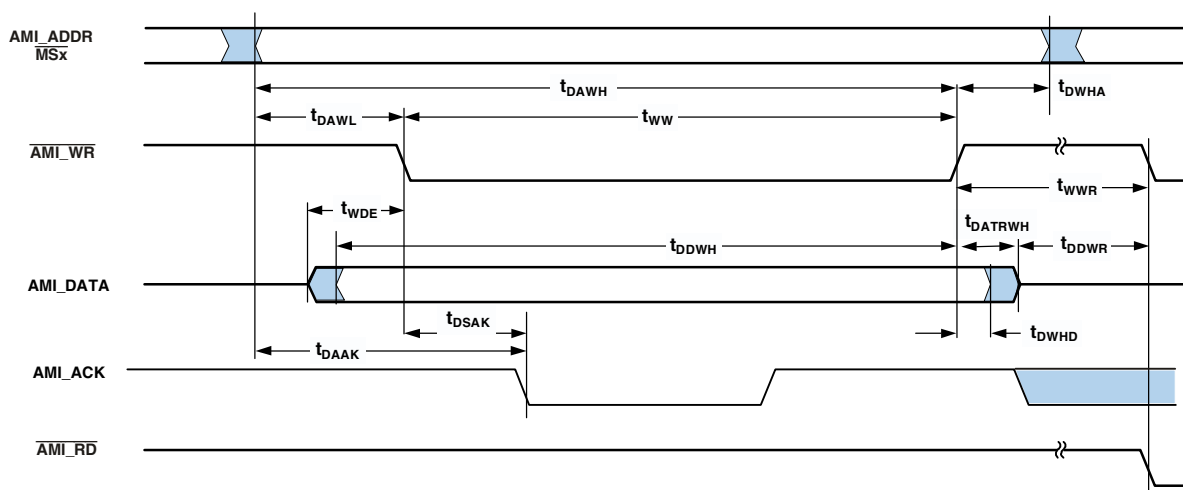 AMI_ADDR
MSx
tDAWH
tDWHA
tDAWL
tWW
AMI_WR
tWWR
tWDE
tDATRWH
tDDWH
tDDWR
AMI_DATA
tDSAK
tDWHD
tDAAK
AMI_ACK
AMI_RD